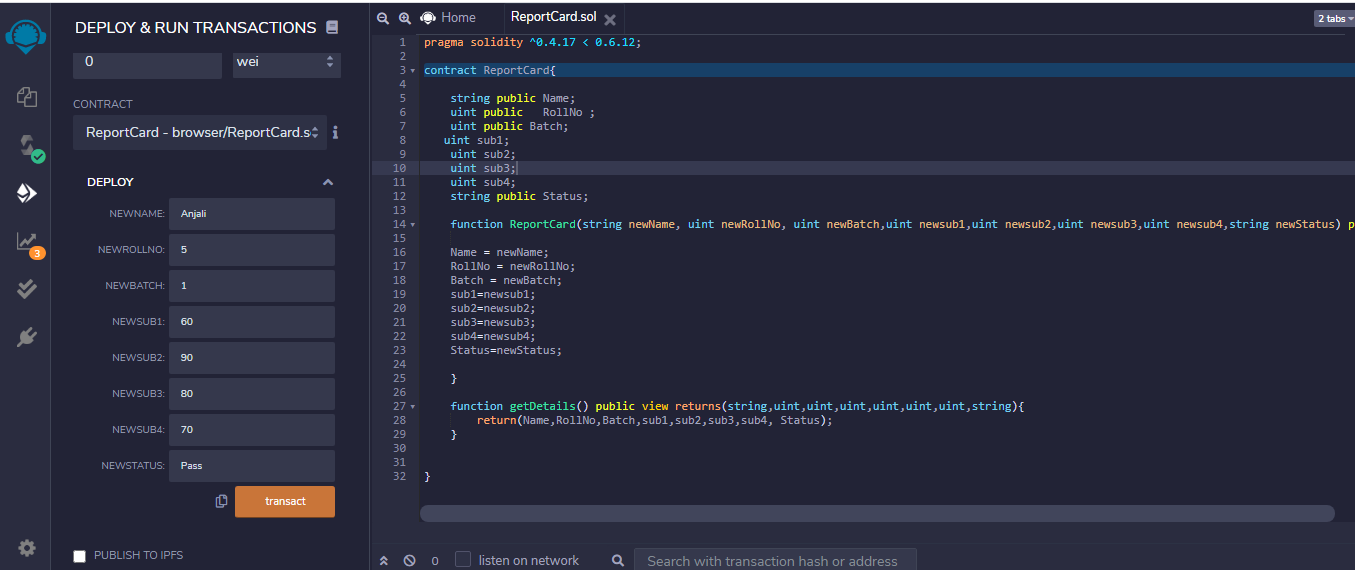 DEPLOY & RUN TRANSACTIONS
0 wei
CONTRACT
ReportCard - browser/ReportCard.s
DEPLOY
NEWNAME: Anjali
NEWROLLNO: 5
NEWBATCH: 1
NEWSUB1: 60
NEWSUB2: 90
NEWSUB3: 80
NEWSUB4: 70
NEWSTATUS: Pass
transact
PUBLISH TO IPFS
3
Home ReportCard.sol 2 tabs
1 pragma solidity ^0.4.17 < 0.6.12;
2
3 contract ReportCard{
4
5 string public Name;
6 uint public RollNo ;
7 uint public Batch;
8 uint sub1;
9 uint sub2;
10 uint sub3;
11 uint sub4;
12 string public Status;
13
14 function ReportCard(string newName, uint newRollNo, uint newBatch,uint newsub1,uint newsub2,uint newsub3,uint newsub4,string newStatus) p
15
16 Name = newName;
17 RollNo = newRollNo;
18 Batch = newBatch;
19 sub1=newsub1;
20 sub2=newsub2;
21 sub3=newsub3;
22 sub4=newsub4;
23 Status=newStatus;
24
25 }
26
27 function getDetails() public view returns(string,uint,uint,uint,uint,uint,uint,string){
28 return(Name,RollNo,Batch,sub1,sub2,sub3,sub4, Status);
29 }
30
31
32 }
0 listen on network Search with transaction hash or address